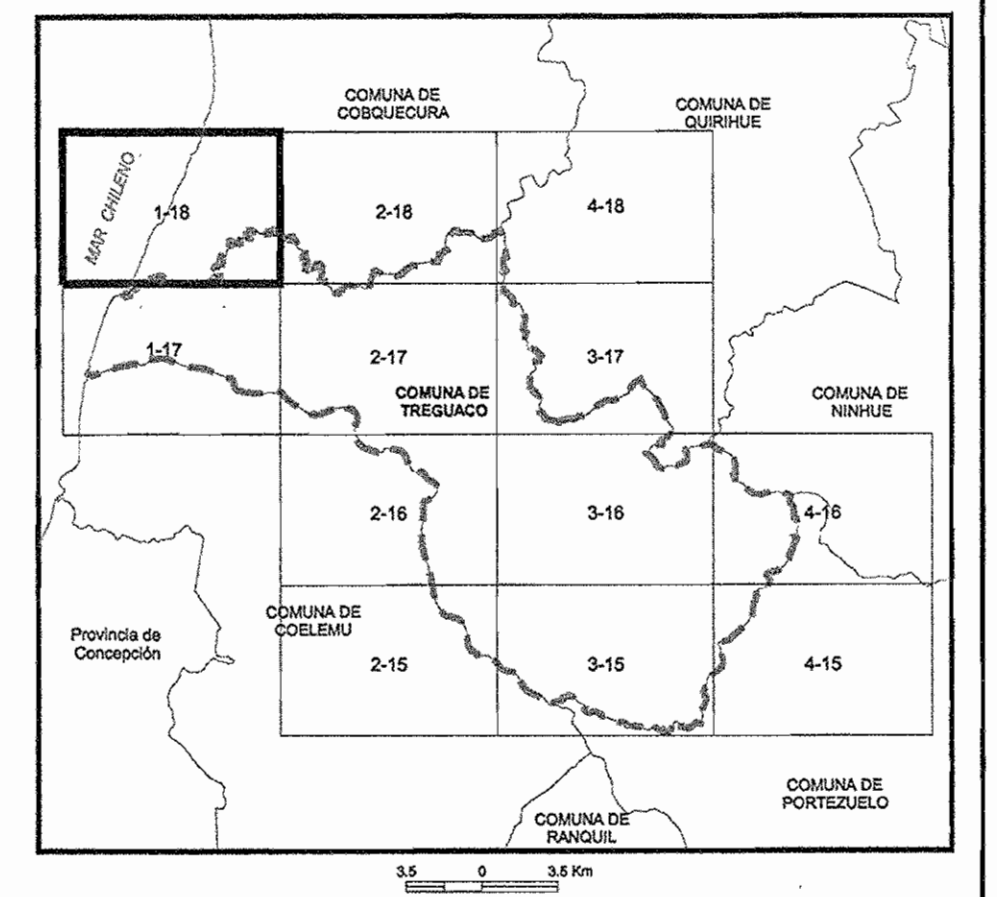 COMUNA DE
COBQUECURA
COMUNA DE
QUIRIHUE
MAR CHILENO
1-18
2-18
4-18
1-17
2-17
3-17
COMUNA DE
TREGUACO
COMUNA DE
NINHUE
2-16
3-16
4-16
COMUNA DE
COELEMU
Provincia de
Concepción
2-15
3-15
4-15
COMUNA DE
PORTEZUELO
COMUNA DE
RANQUIL
3.5 0 3.5 Km